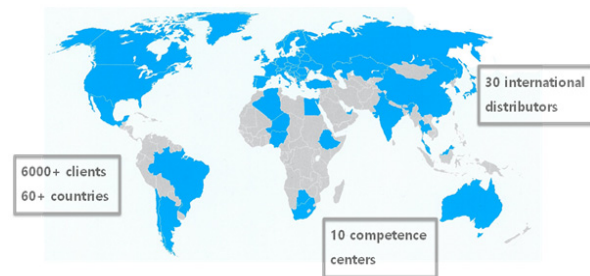 30 international
distributors
6000+ clients
60+ countries
10 competence
centers